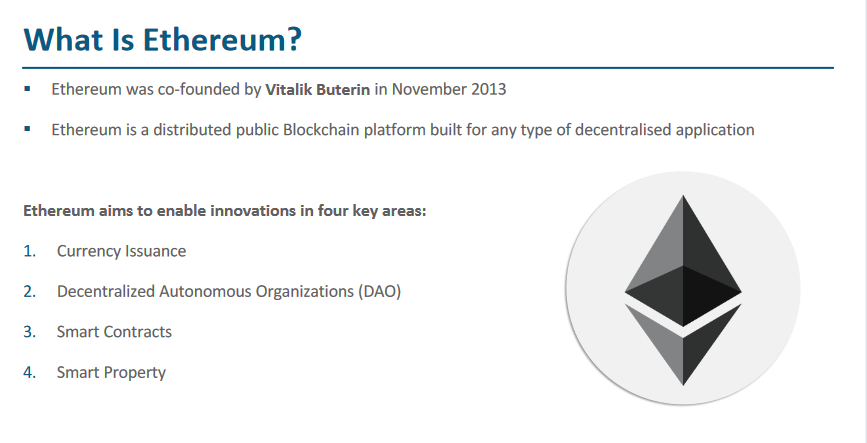 What Is Ethereum?
▪ Ethereum was co-founded by Vitalik Buterin in November 2013
▪ Ethereum is a distributed public Blockchain platform built for any type of decentralised application
Ethereum aims to enable innovations in four key areas:
1. Currency Issuance
2. Decentralized Autonomous Organizations (DAO)
3. Smart Contracts
4. Smart Property